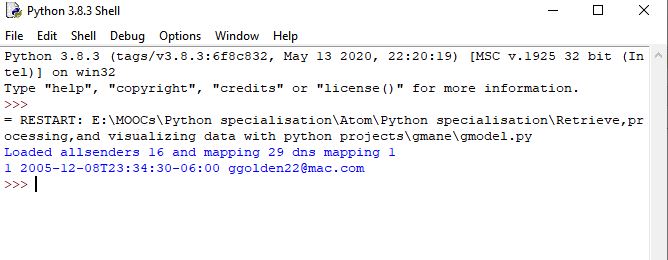 Python 3.8.3 Shell
File Edit Shell Debug Options Window Help
Python 3.8.3 (tags/v3.8.3:6f8c832, May 13 2020, 22:20:19) [MSC v.1925 32 bit (In
tel)] on win32
Type "help", "copyright", "credits" or "license()" for more information.
>>>
= RESTART: E:\MOOCs\Python specialisation\Atom\Python specialisation\Retrieve,pr
ocessing,and visualizing data with python projects\gmane\gmodel.py
Loaded allsenders 16 and mapping 29 dns mapping 1
1 2005-12-08T23:34:30-06:00 ggolden22@mac.com
>>>